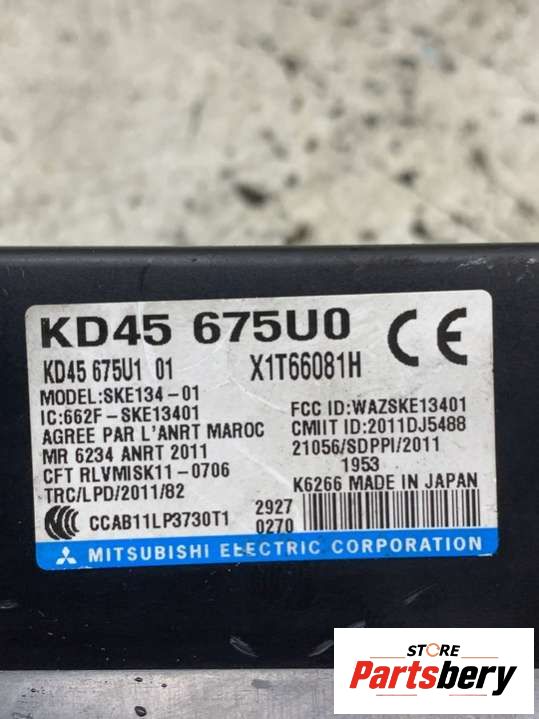 KD45 675U0
KD45 675U1 01 X1T66081H
MODEL:SKE134-01
IC:662F-SKE13401 FCC ID:WAZSKE13401
AGREE PAR L'ANRT MAROC CMIIT ID:2011DJ5488
MR 6234 ANRT 2011 21056/SDPPI/2011
CFT RLVMISK11-0706 1953
TRC/LPD/2011/82 K6266 MADE IN JAPAN
CCC CCAB11LP3730T1 2927
0270
CE
MITSUBISHI ELECTRIC CORPORATION
STORE
Partsbery